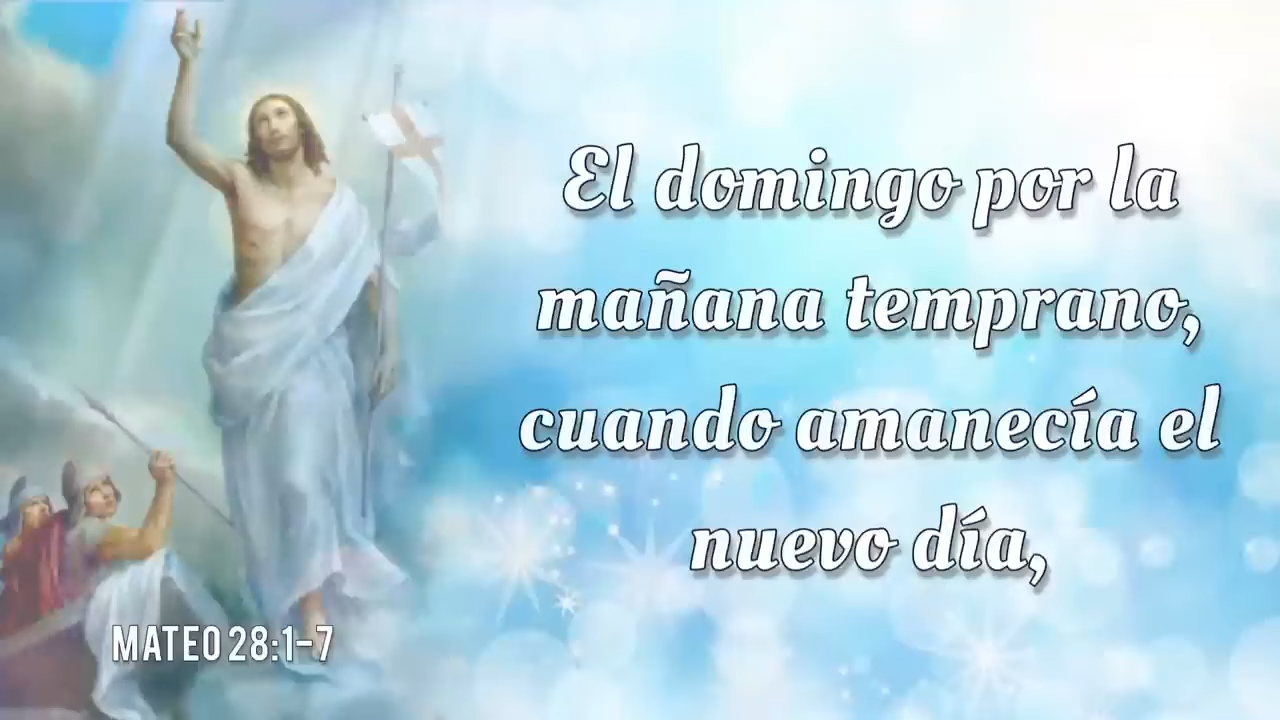 El domingo por la
mañana temprano,
cuando amanecía el
nuevo día,
MATEO 28:1-7